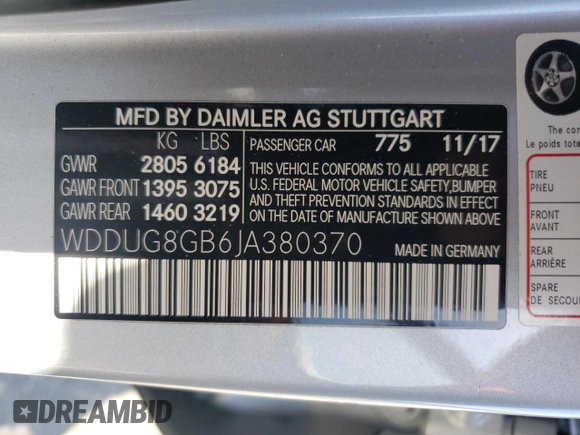 MFD BY DAIMLER AG STUTTGART
KG LBS
GVWR 2805 6184
GAWR FRONT 1395 3075
GAWR REAR 1460 3219
PASSENGER CAR 775 11/17
THIS VEHICLE CONFORMS TO ALL APPLICABLE
U.S. FEDERAL MOTOR VEHICLE SAFETY, BUMPER
AND THEFT PREVENTION STANDARDS IN EFFECT
ON THE DATE OF MANUFACTURE SHOWN ABOVE
WDDUG8GB6JA380370
MADE IN GERMANY
The con
Le poids tota
TIRE
PNEU
FRONT
AVANT
REAR
ARRIÈRE
SPARE
DE SECOU
DREAMBID